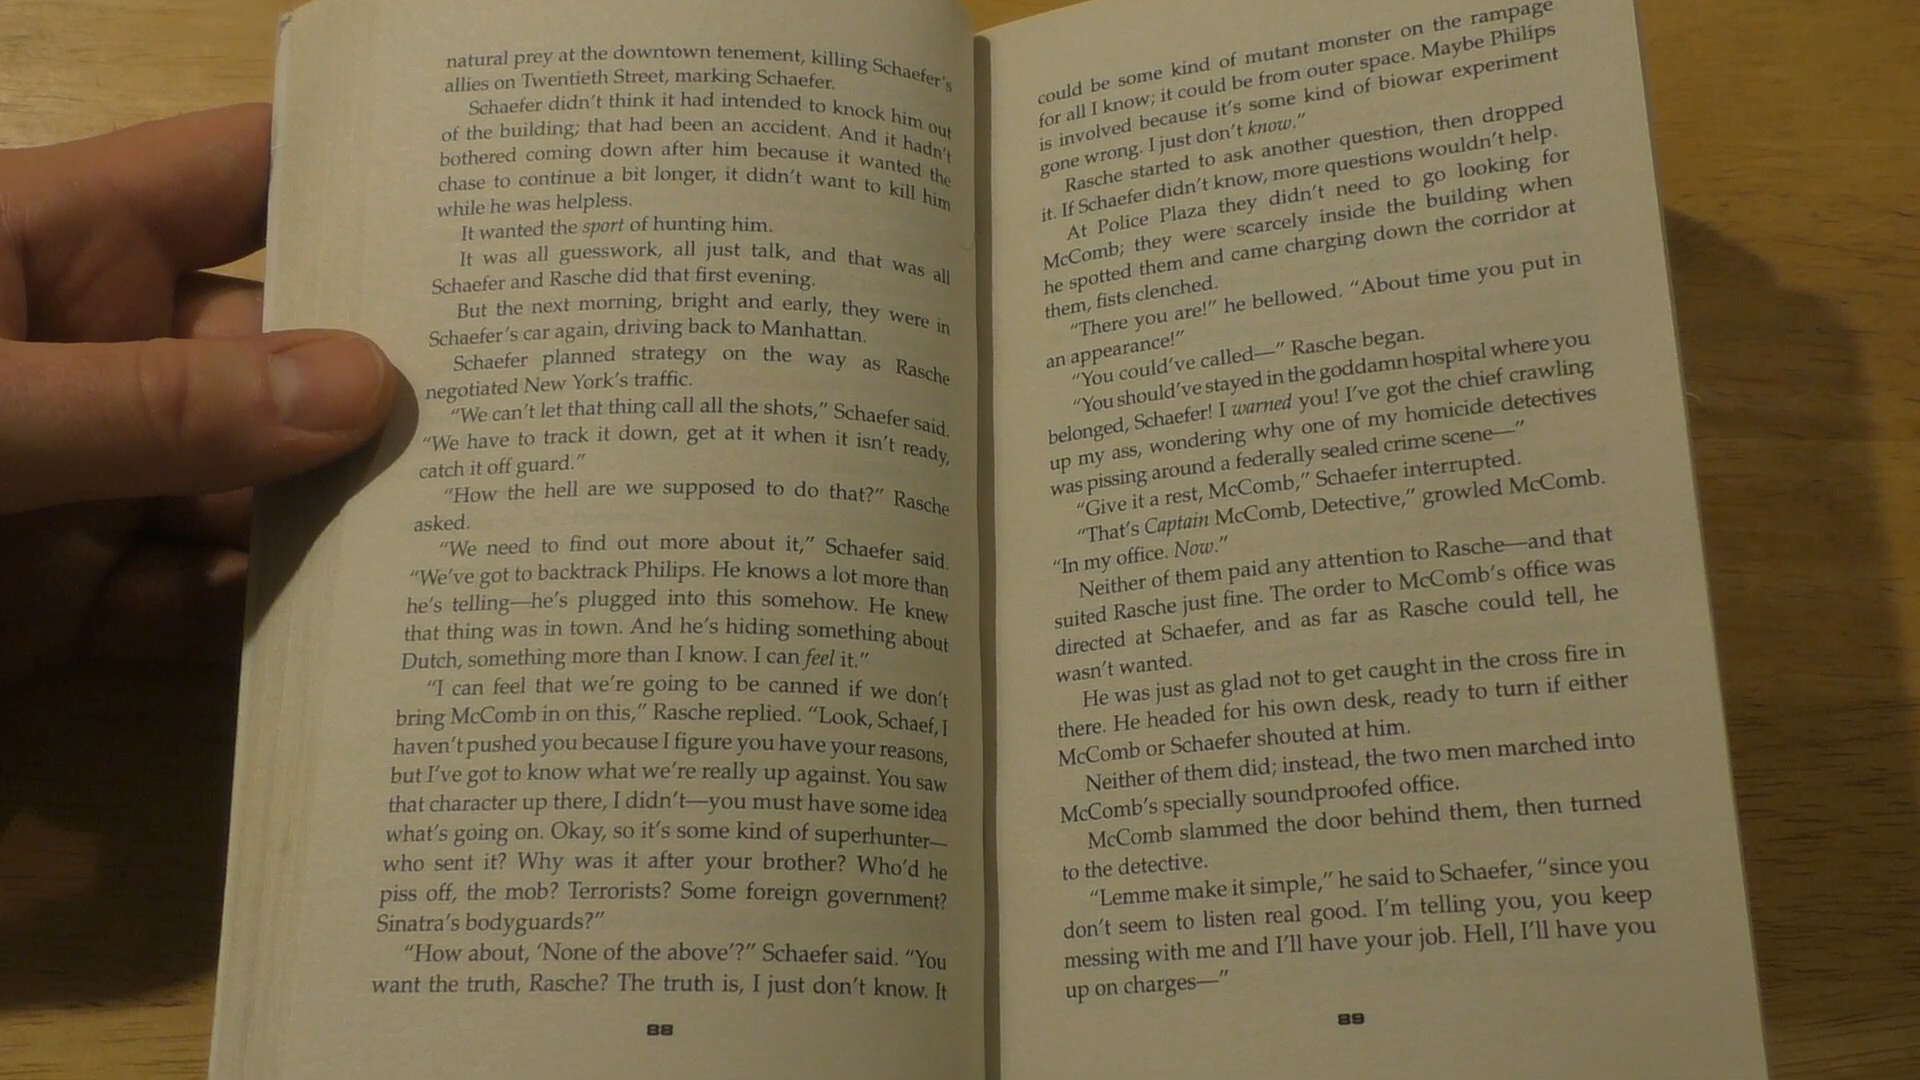 natural prey at the downtown tenement, killing Schaefer's
allies on Twentieth Street, marking Schaefer.
Schaefer didn't think it had intended to knock him out
of the building; that had been an accident. And it hadn't
bothered coming down after him because it wanted the
chase to continue a bit longer, it didn't want to kill him
while he was helpless.
It wanted the sport of hunting him.
It was all guesswork, all just talk, and that was all
Schaefer and Rasche did that first evening.
But the next morning, bright and early, they were in
Schaefer's car again, driving back to Manhattan.
Schaefer planned strategy on the way as Rasche
negotiated New York's traffic.
“We can't let that thing call all the shots,” Schaefer said.
“We have to track it down, get at it when it isn't ready,
catch it off guard.”
“How the hell are we supposed to do that?” Rasche
asked.
“We need to find out more about it,” Schaefer said.
“We've got to backtrack Philips. He knows a lot more than
he's telling—he's plugged into this somehow. He knew
that thing was in town. And he's hiding something about
Dutch, something more than I know. I can feel it.”
“I can feel that we're going to be canned if we don't
bring McComb in on this,” Rasche replied. “Look, Schaef, I
haven't pushed you because I figure you have your reasons,
but I've got to know what we're really up against. You saw
that character up there, I didn't—you must have some idea
what's going on. Okay, so it's some kind of superhunter—
who sent it? Why was it after your brother? Who'd he
piss off, the mob? Terrorists? Some foreign government?
Sinatra's bodyguards?”
“How about, ‘None of the above’?” Schaefer said. “You
want the truth, Rasche? The truth is, I just don't know. It
88
could be some kind of mutant monster on the rampage
for all I know; it could be from outer space. Maybe Philips
is involved because it's some kind of biowar experiment
gone wrong. I just don't know.”
Rasche started to ask another question, then dropped
it. If Schaefer didn't know, more questions wouldn't help.
At Police Plaza they didn't need to go looking for
McComb; they were scarcely inside the building when
he spotted them and came charging down the corridor at
them, fists clenched.
“There you are!” he bellowed. “About time you put in
an appearance!”
“You could've called—” Rasche began.
“You should've stayed in the goddamn hospital where you
belonged, Schaefer! I warned you! I've got the chief crawling
up my ass, wondering why one of my homicide detectives
was pissing around a federally sealed crime scene—”
“Give it a rest, McComb,” Schaefer interrupted.
“That's Captain McComb, Detective,” growled McComb.
“In my office. Now.”
Neither of them paid any attention to Rasche—and that
suited Rasche just fine. The order to McComb's office was
directed at Schaefer, and as far as Rasche could tell, he
wasn't wanted.
He was just as glad not to get caught in the cross fire in
there. He headed for his own desk, ready to turn if either
McComb or Schaefer shouted at him.
Neither of them did; instead, the two men marched into
McComb's specially soundproofed office.
McComb slammed the door behind them, then turned
to the detective.
“Lemme make it simple,” he said to Schaefer, “since you
don't seem to listen real good. I'm telling you, you keep
messing with me and I'll have your job. Hell, I'll have you
up on charges—”
89